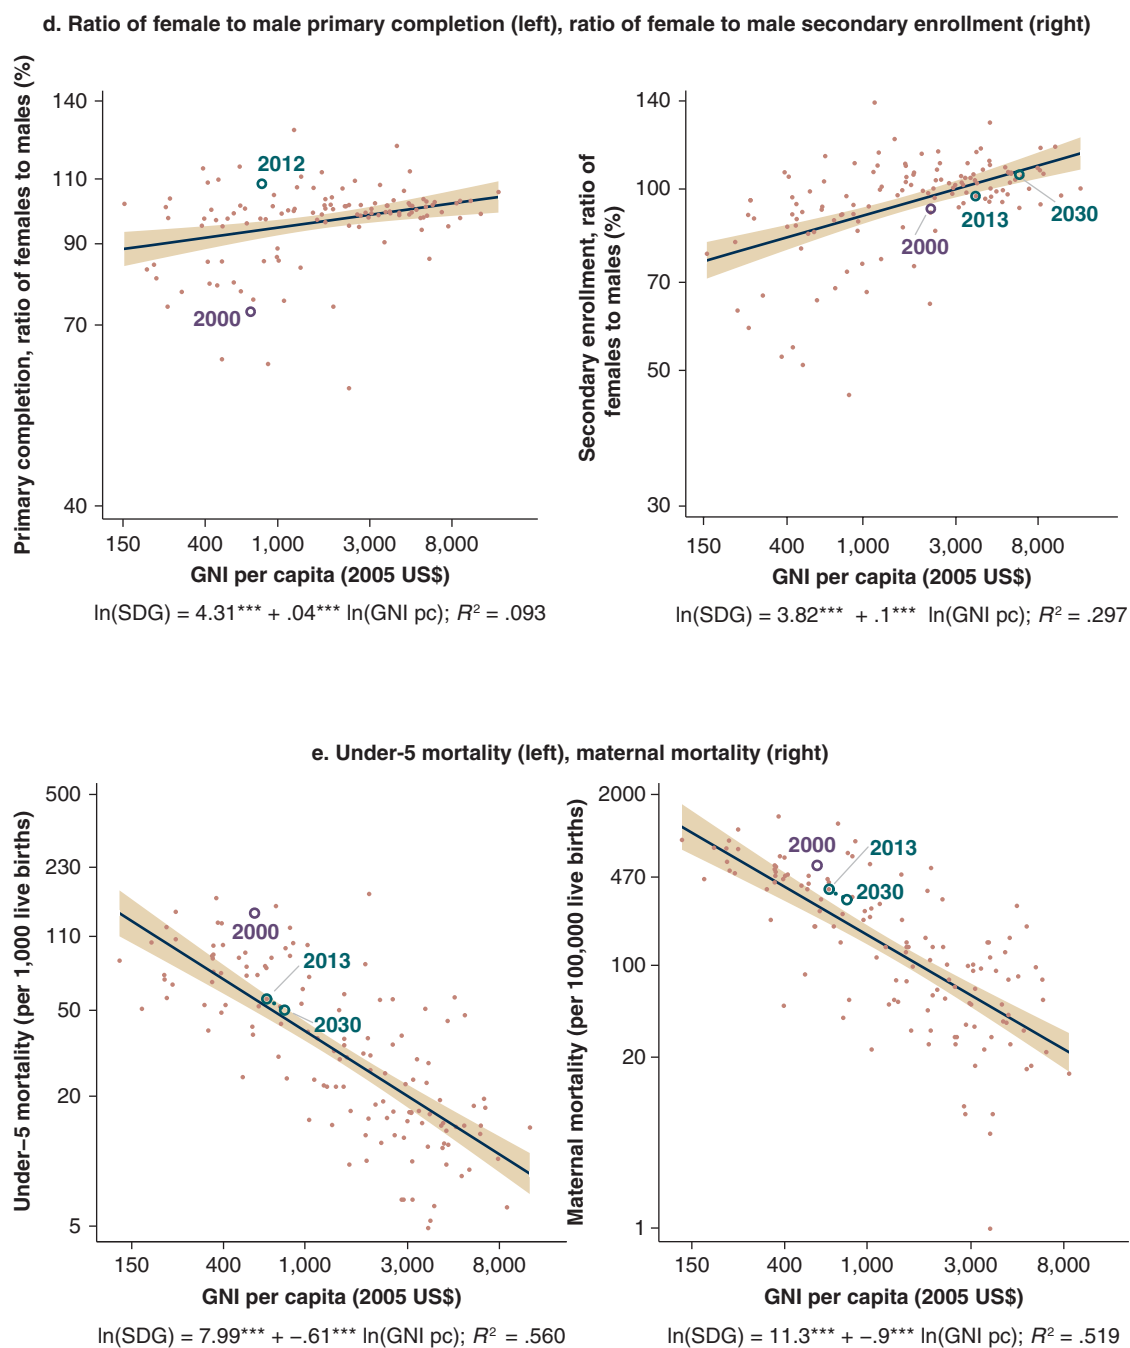 d. Ratio of female to male primary completion (left), ratio of female to male secondary enrollment (right)
Primary completion, ratio of females to males (%)
140
110
90
70
40
2012
2000
150 400 1,000 3,000 8,000
GNI per capita (2005 US$)
ln(SDG) = 4.31*** + .04*** ln(GNI pc); R² = .093
Secondary enrollment, ratio of
females to males (%)
140
100
70
50
30
2000
2013
2030
150 400 1,000 3,000 8,000
GNI per capita (2005 US$)
ln(SDG) = 3.82*** + .1*** ln(GNI pc); R² = .297
e. Under-5 mortality (left), maternal mortality (right)
Under–5 mortality (per 1,000 live births)
500
230
110
50
20
5
2000
2013
2030
150 400 1,000 3,000 8,000
GNI per capita (2005 US$)
ln(SDG) = 7.99*** + –.61*** ln(GNI pc); R² = .560
Maternal mortality (per 100,000 live births)
2000
470
100
20
1
2000
2013
2030
150 400 1,000 3,000 8,000
GNI per capita (2005 US$)
ln(SDG) = 11.3*** + –.9*** ln(GNI pc); R² = .519